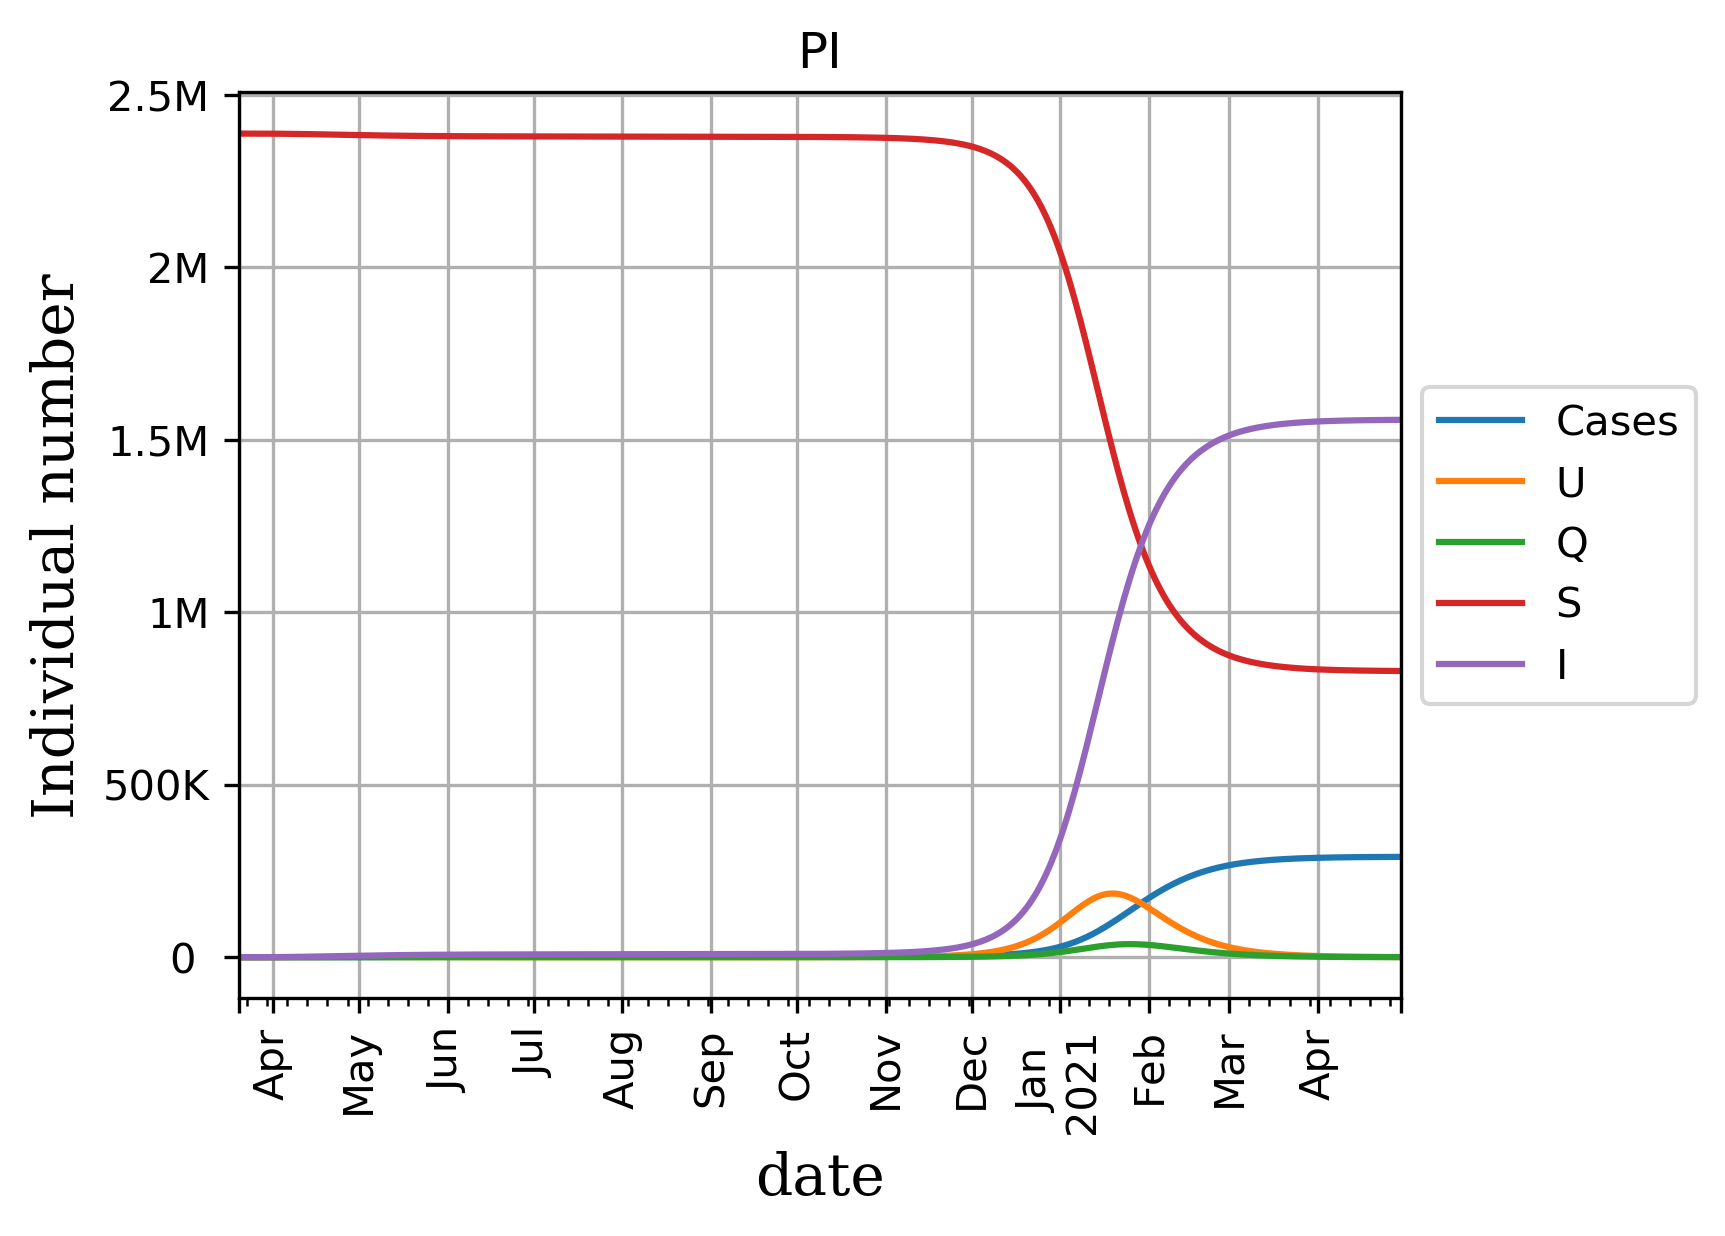 PI
2.5M
2M
1.5M
1M
500K
0
Individual number
Cases
U
Q
S
I
Apr
May
Jun
Jul
Aug
Sep
Oct
Nov
Dec
Jan
2021
Feb
Mar
Apr
date